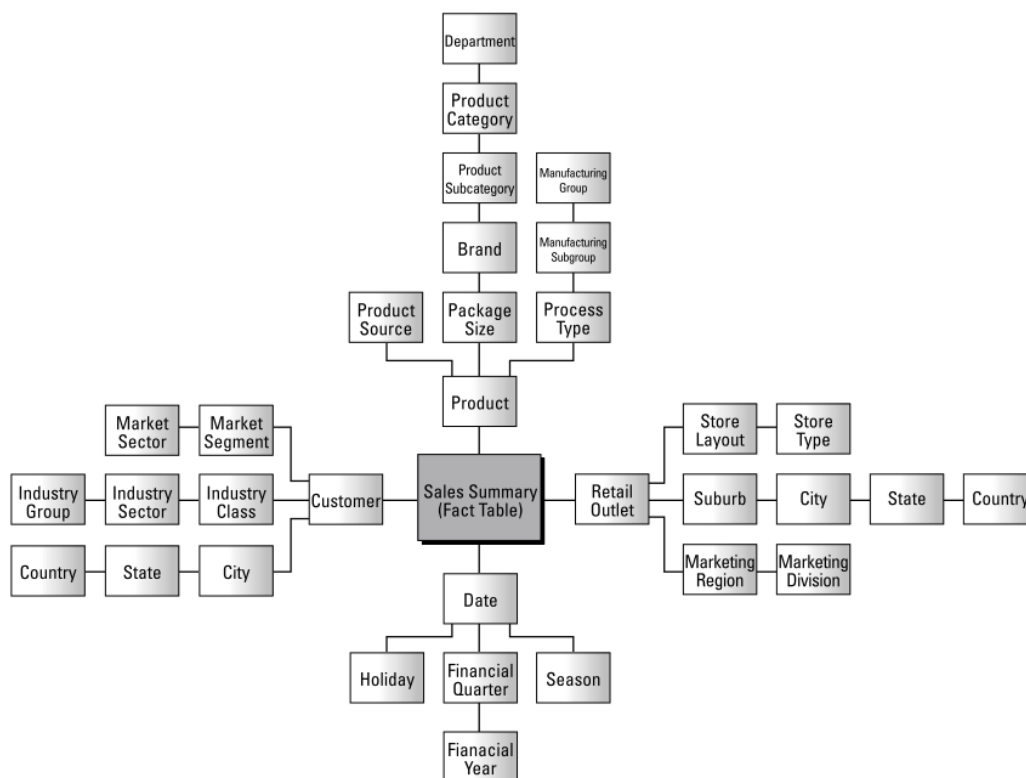 Department
Product
Category
Product
Subcategory
Manufacturing
Group
Brand
Manufacturing
Subgroup
Product
Source
Package
Size
Process
Type
Product
Market
Sector
Market
Segment
Store
Layout
Store
Type
Industry
Group
Industry
Sector
Industry
Class
Customer
Sales Summary
(Fact Table)
Retail
Outlet
Suburb
City
State
Country
Country
State
City
Marketing
Region
Marketing
Division
Date
Holiday
Financial
Quarter
Season
Fianacial
Year